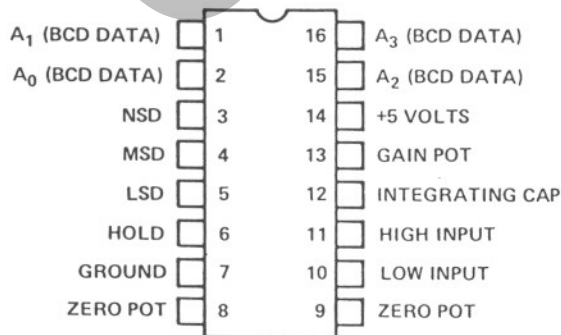 A₁ (BCD DATA) 1 16 A₃ (BCD DATA)
A₀ (BCD DATA) 2 15 A₂ (BCD DATA)
NSD 3 14 +5 VOLTS
MSD 4 13 GAIN POT
LSD 5 12 INTEGRATING CAP
HOLD 6 11 HIGH INPUT
GROUND 7 10 LOW INPUT
ZERO POT 8 9 ZERO POT